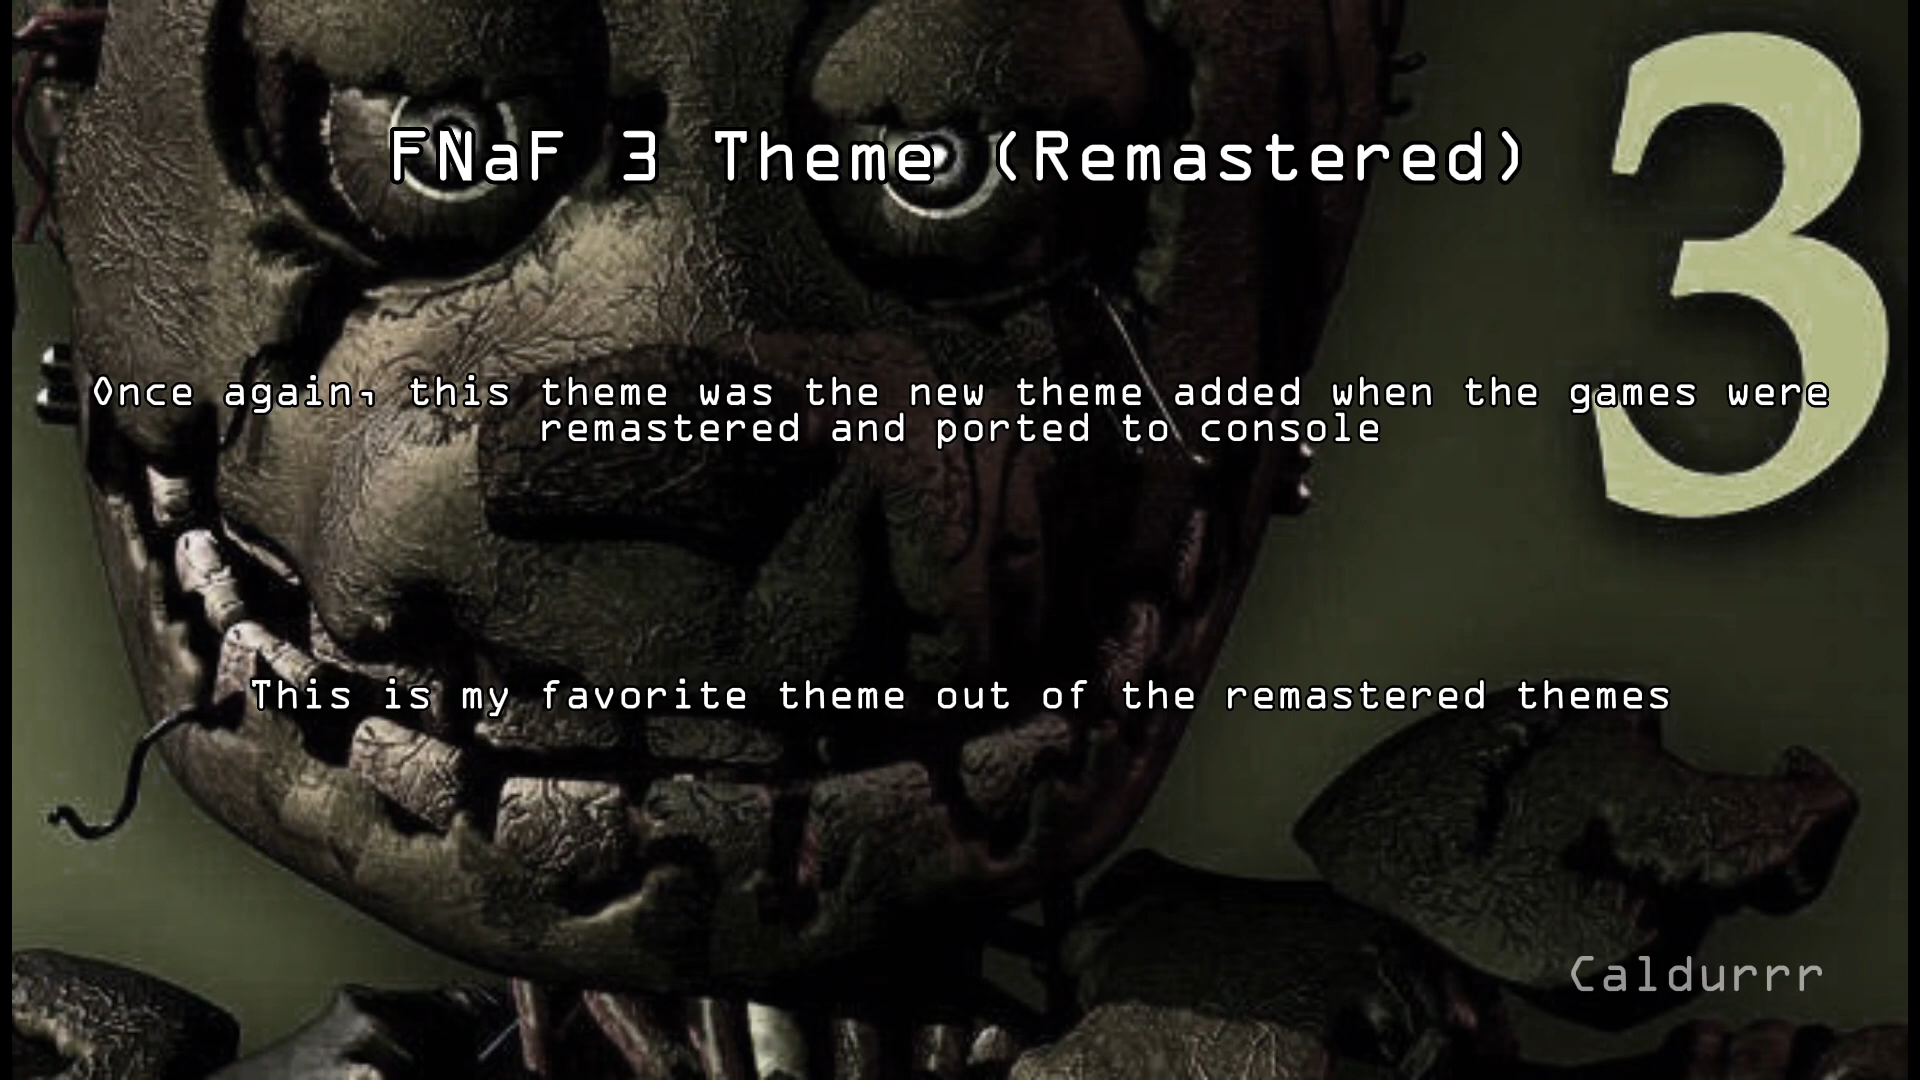 3
FNaF 3 Theme (Remastered)
Once again, this theme was the new theme added when the games were
remastered and ported to console
This is my favorite theme out of the remastered themes
Caldurrr